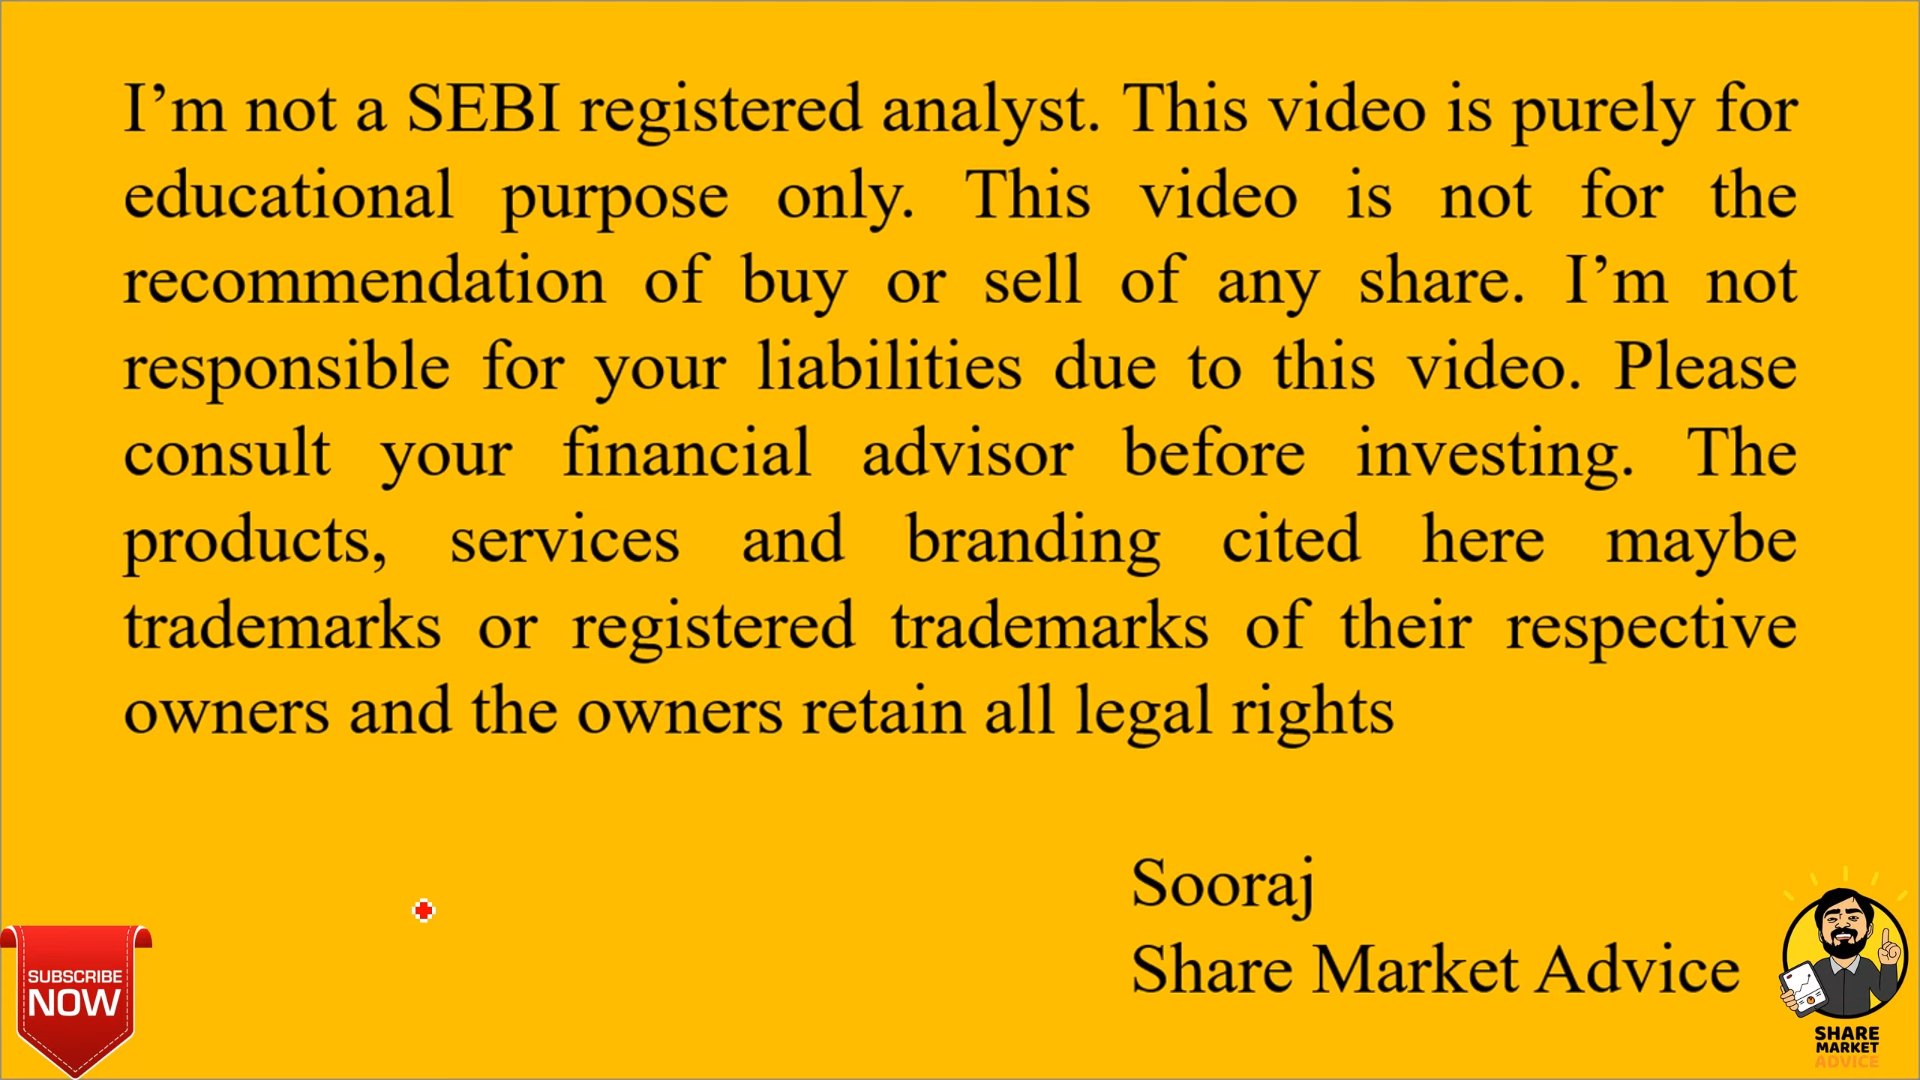 I’m not a SEBI registered analyst. This video is purely for
educational purpose only. This video is not for the
recommendation of buy or sell of any share. I’m not
responsible for your liabilities due to this video. Please
consult your financial advisor before investing. The
products, services and branding cited here maybe
trademarks or registered trademarks of their respective
owners and the owners retain all legal rights
Sooraj
Share Market Advice
SUBSCRIBE
NOW
SHARE
MARKET
ADVICE